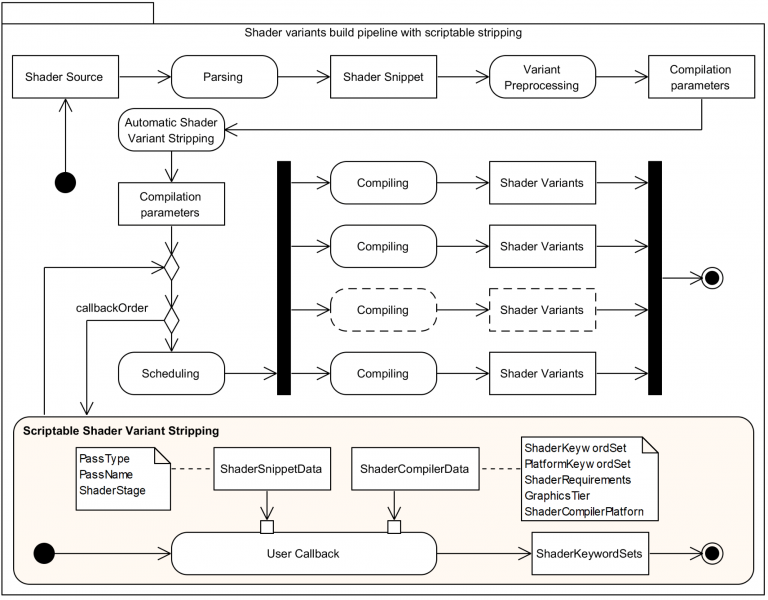 Shader variants build pipeline with scriptable stripping
Shader Source
Parsing
Shader Snippet
Variant
Preprocessing
Compilation
parameters
Automatic Shader
Variant Stripping
Compilation
parameters
Compiling
Shader Variants
Compiling
Shader Variants
callbackOrder
Compiling
Shader Variants
Scheduling
Compiling
Shader Variants
Scriptable Shader Variant Stripping
PassType
PassName
ShaderStage
ShaderSnippetData
ShaderCompilerData
ShaderKeywordSet
PlatformKeywordSet
ShaderRequirements
GraphicsTier
ShaderCompilerPlatforn
User Callback
ShaderKeywordSets